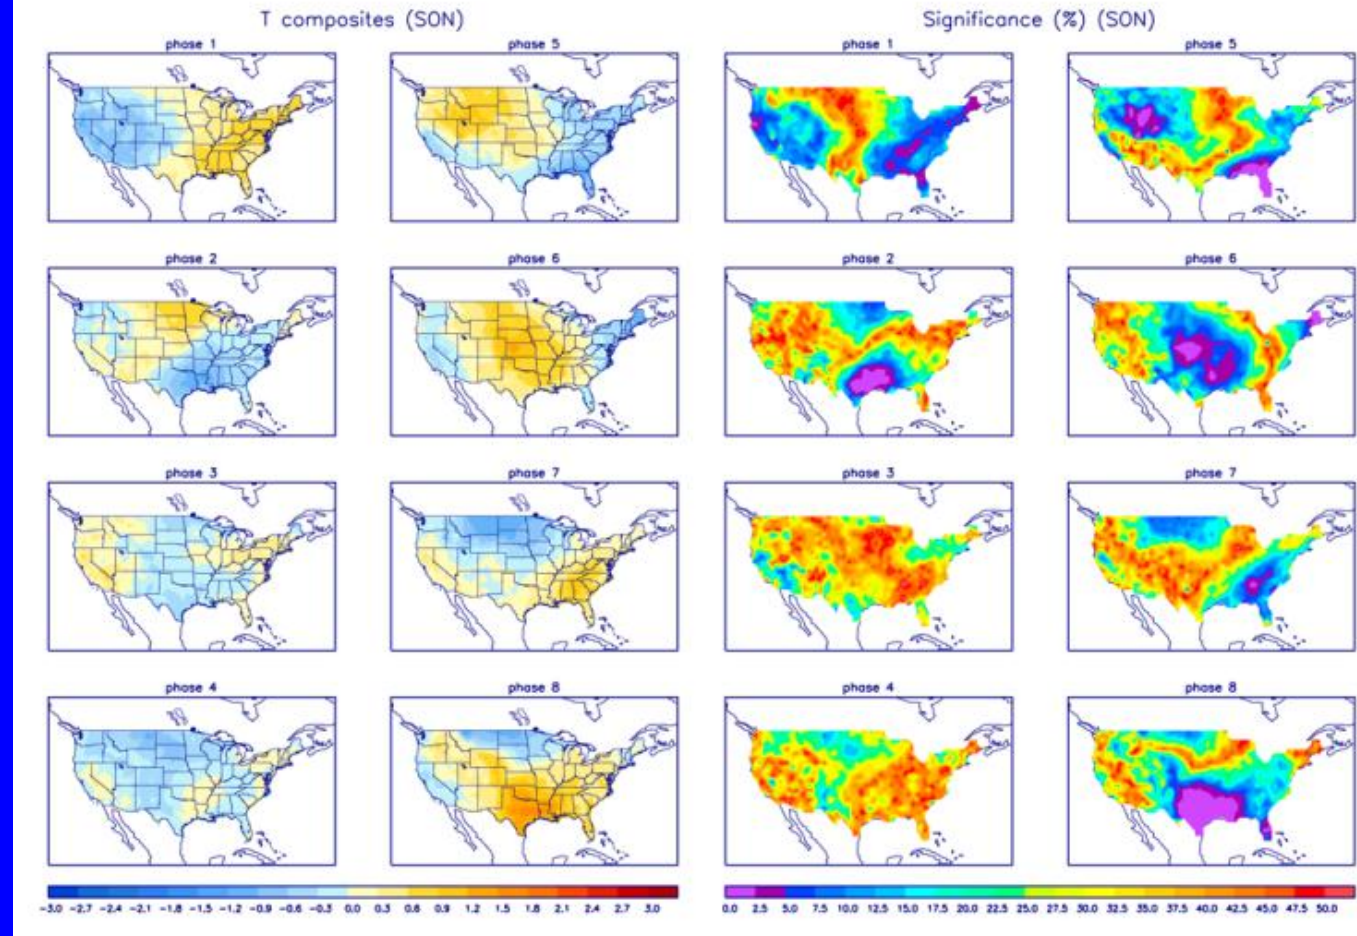 T composites (SON)
Significance (%) (SON)
phase 1
phase 5
phase 1
phase 5
phase 2
phase 6
phase 2
phase 6
phase 3
phase 7
phase 3
phase 7
phase 4
phase 8
phase 4
phase 8
-3.0 -2.7 -2.4 -2.1 -1.8 -1.5 -1.2 -0.9 -0.6 -0.3 0.0 0.3 0.6 0.9 1.2 1.5 1.8 2.1 2.4 2.7 3.0
0.0 2.5 5.0 7.5 10.0 12.5 15.0 17.5 20.0 22.5 25.0 27.5 30.0 32.5 35.0 37.5 40.0 42.5 45.0 47.5 50.0